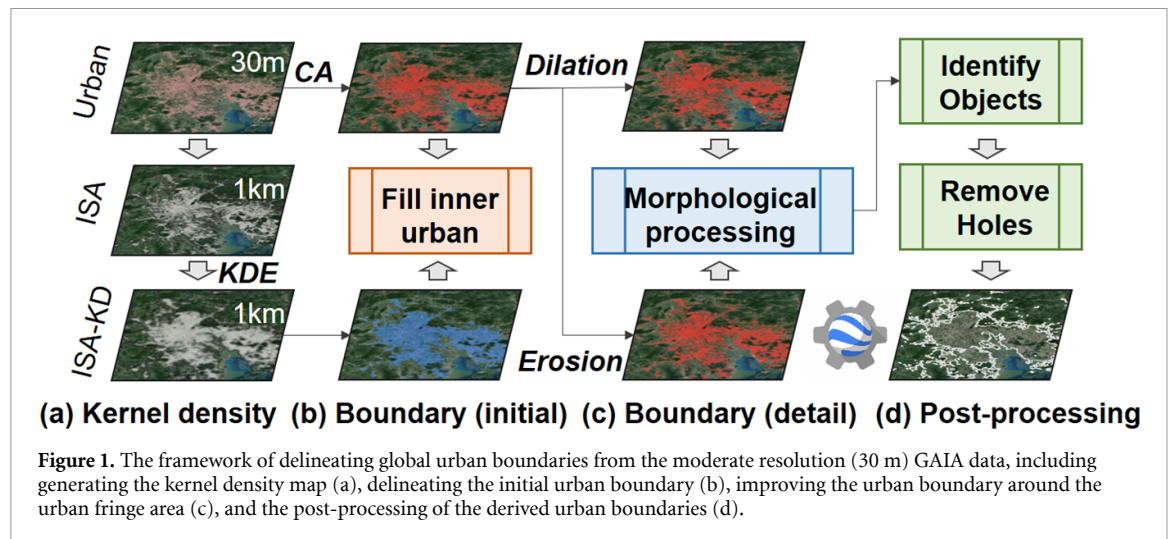 Urban
30m
CA
Dilation
Identify
Objects
ISA
1km
Fill inner
urban
Morphological
processing
Remove
Holes
KDE
ISA-KD
1km
Erosion
(a) Kernel density (b) Boundary (initial) (c) Boundary (detail) (d) Post-processing
Figure 1. The framework of delineating global urban boundaries from the moderate resolution (30 m) GAIA data, including
generating the kernel density map (a), delineating the initial urban boundary (b), improving the urban boundary around the
urban fringe area (c), and the post-processing of the derived urban boundaries (d).